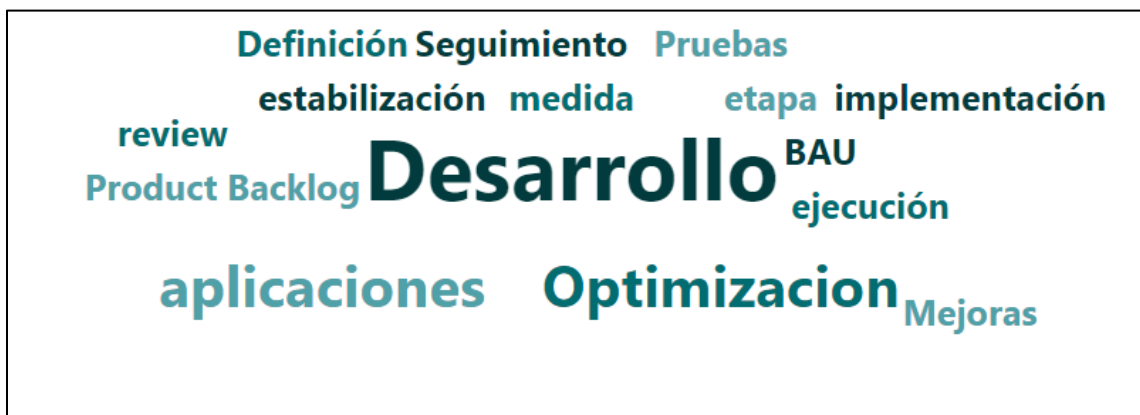 Definición Seguimiento Pruebas
estabilización medida etapa implementación
review
Desarrollo BAU
Product Backlog
ejecución
aplicaciones Optimizacion
Mejoras